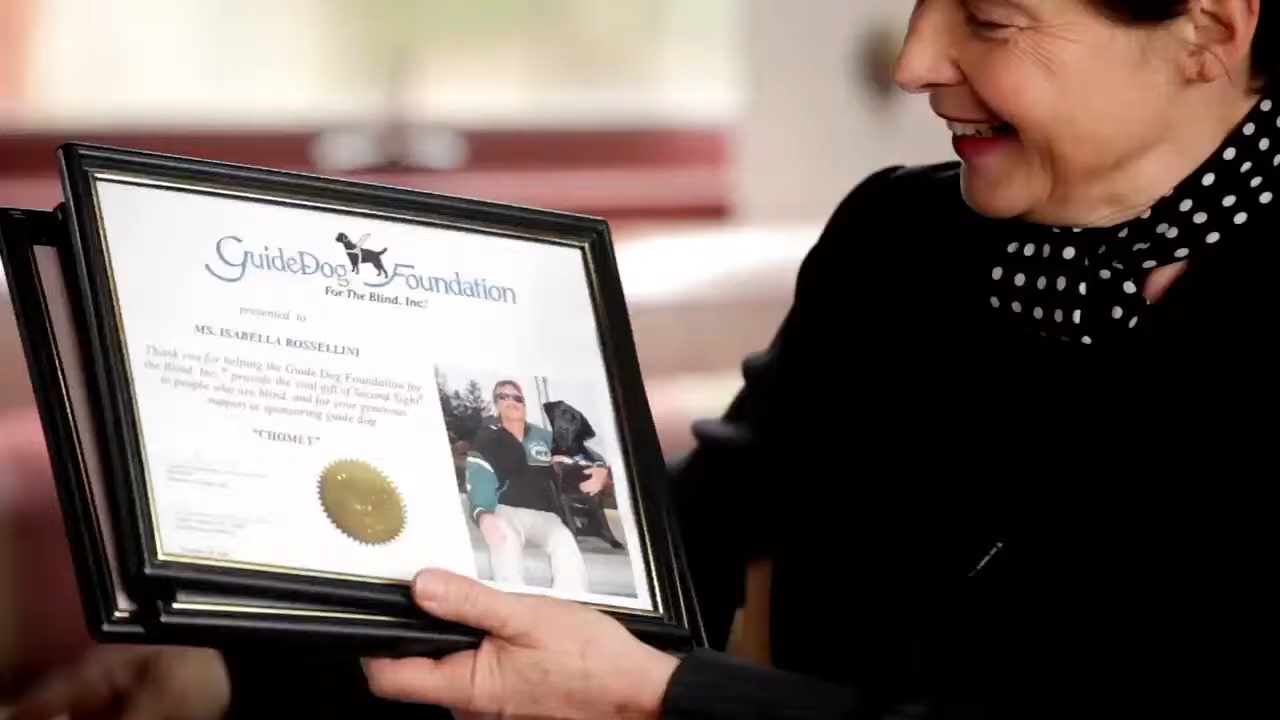 GuideDog Foundation
For The Blind, Inc.®
presented to
MS. ISABELLA ROSSELLINI
Thank you for helping the Guide Dog Foundation for
the Blind, Inc.® provide the vital gift of Second Sight®
to people who are blind, and for your generous
support in sponsoring guide dog
"CHOMEY"